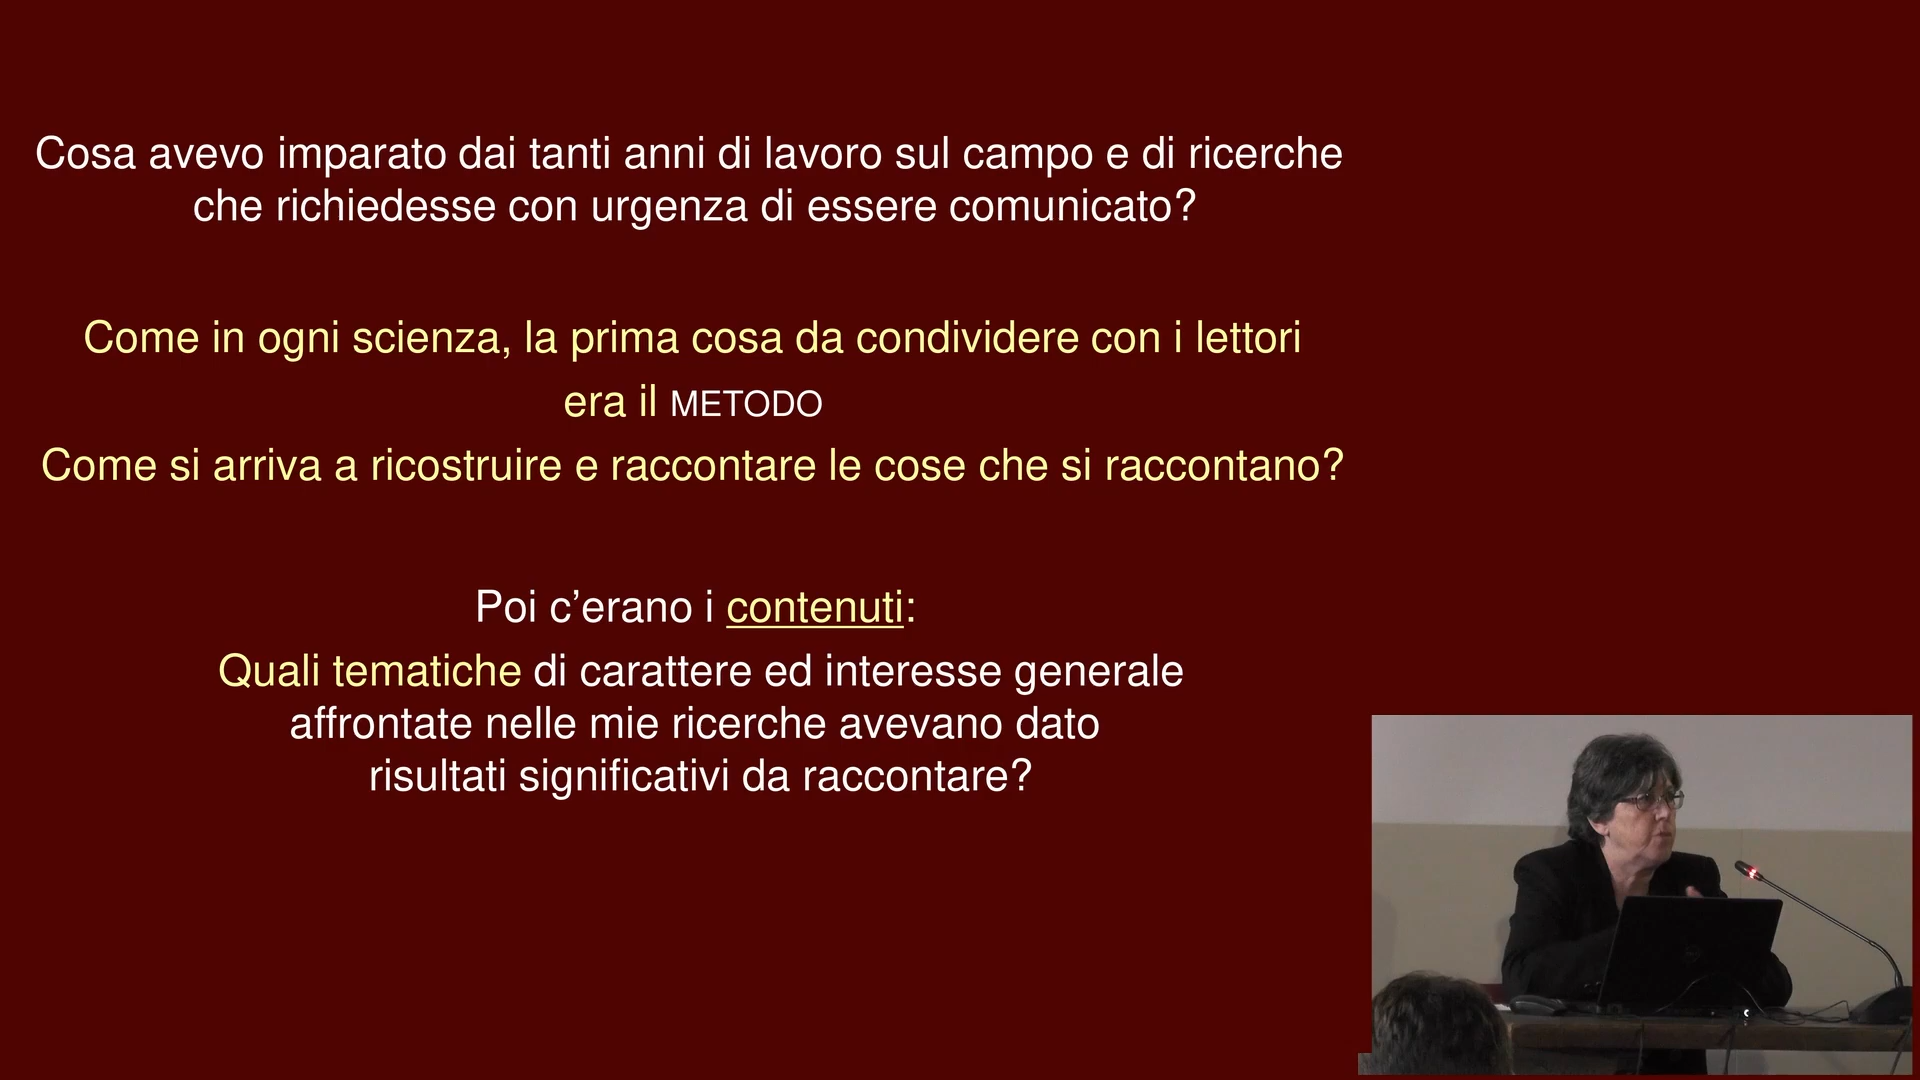 Cosa avevo imparato dai tanti anni di lavoro sul campo e di ricerche
che richiedesse con urgenza di essere comunicato?
Come in ogni scienza, la prima cosa da condividere con i lettori
era il METODO
Come si arriva a ricostruire e raccontare le cose che si raccontano?
Poi c’erano i contenuti:
Quali tematiche di carattere ed interesse generale
affrontate nelle mie ricerche avevano dato
risultati significativi da raccontare?